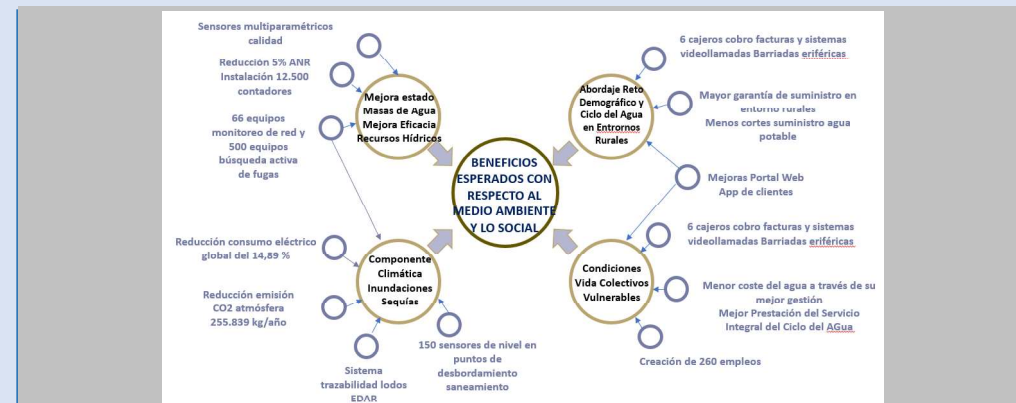 Sensores multiparamétricos
calidad
Reducción 5% ANR
Instalación 12.500
contadores
66 equipos
monitoreo de red y
500 equipos
búsqueda activa
de fugas
Mejora estado
Masas de Agua
Mejora Eficacia
Recursos Hídricos
6 cajeros cobro facturas y sistemas
videollamadas Barriadas eriféricas
Abordaje Reto
Demográfico y
Ciclo del Agua
en Entrornos
Rurales
Mayor garantía de suministro en
entorno rurales
Menos cortes suministro agua
potable
BENEFICIOS
ESPERADOS CON
RESPECTO AL
MEDIO AMBIENTE
Y LO SOCIAL
Mejoras Portal Web
App de clientes
Reducción consumo eléctrico
global del 14,89 %
Reducción emisión
CO2 atmósfera
255.839 kg/año
Componente
Climática
Inundaciones
Sequías
Sistema
trazabilidad lodos
EDAR
150 sensores de nivel en
puntos de
desbordamiento
saneamiento
6 cajeros cobro facturas y sistemas
videollamadas Barriadas eriféricas
Condiciones
Vida Colectivos
Vulnerables
Menor coste del agua a través de su
mejor gestión
Mejor Prestación del Servicio
Integral del Ciclo del AGua
Creación de 260 empleos